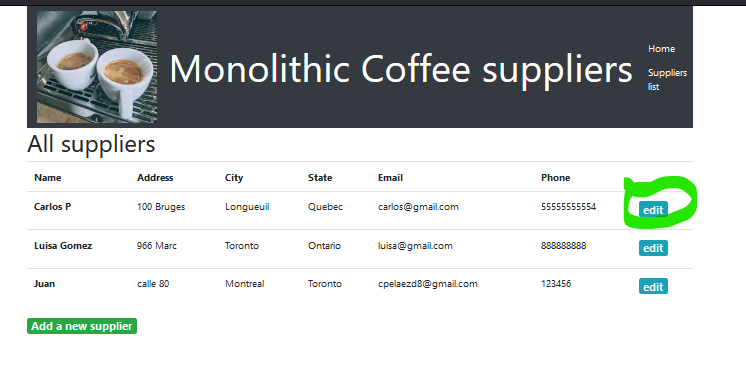 Monolithic Coffee suppliers
Home
Suppliers
list
All suppliers
Name Address City State Email Phone
Carlos P 100 Bruges Longueuil Quebec carlos@gmail.com 55555555554 edit
Luisa Gomez 966 Marc Toronto Ontario luisa@gmail.com 888888888 edit
Juan calle 80 Montreal Toronto cpelaezd8@gmail.com 123456 edit
Add a new supplier